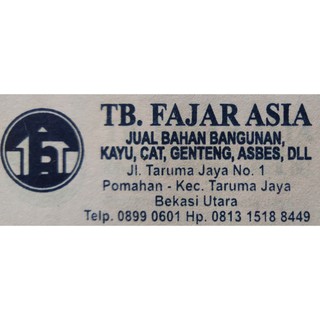 TB. FAJAR ASIA
JUAL BAHAN BANGUNAN,
KAYU, CAT, GENTENG, ASBES, DLL
Jl. Taruma Jaya No. 1
Pomahan - Kec. Taruma Jaya
Bekasi Utara
Telp. 0899 0601 Hp. 0813 1518 8449